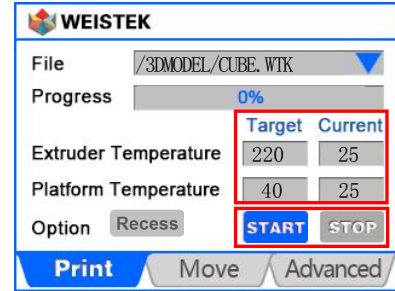 WEISTEK
File /3DMODEL/CUBE.WTK
Progress 0%
Target Current
Extruder Temperature 220 25
Platform Temperature 40 25
Option Recess START STOP
Print Move Advanced